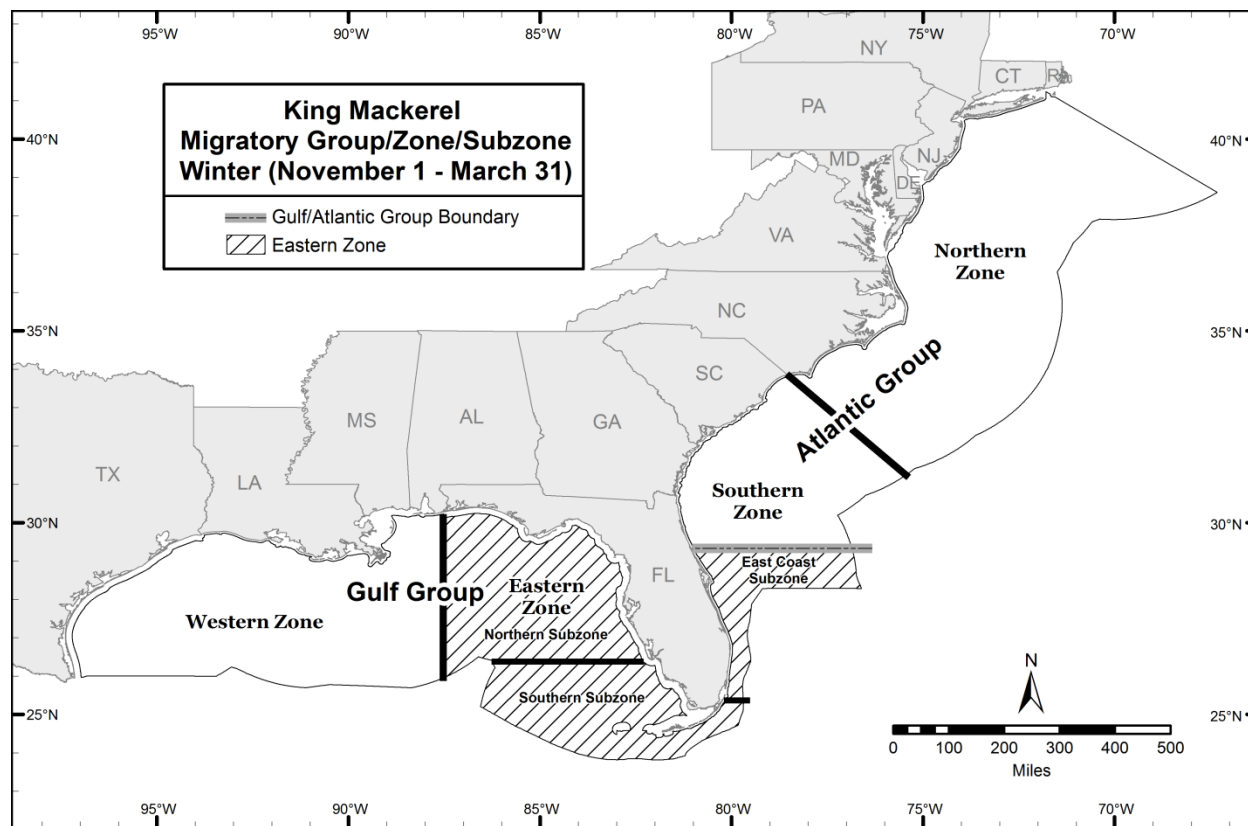 95°W 90°W 85°W 80°W 75°W 70°W
King Mackerel
Migratory Group/Zone/Subzone
Winter (November 1 - March 31)
Gulf/Atlantic Group Boundary
Eastern Zone
NY
CT
RI
PA
40°N
40°N
MD
NJ
DE
VA
Northern
Zone
NC
35°N
35°N
SC
Atlantic Group
MS
AL
GA
TX
LA
Southern
Zone
30°N
30°N
East Coast
Subzone
FL
Gulf Group
Eastern
Zone
Western Zone
Northern Subzone
Southern Subzone
N
25°N
25°N
0 100 200 300 400 500
Miles
95°W 90°W 85°W 80°W 75°W 70°W